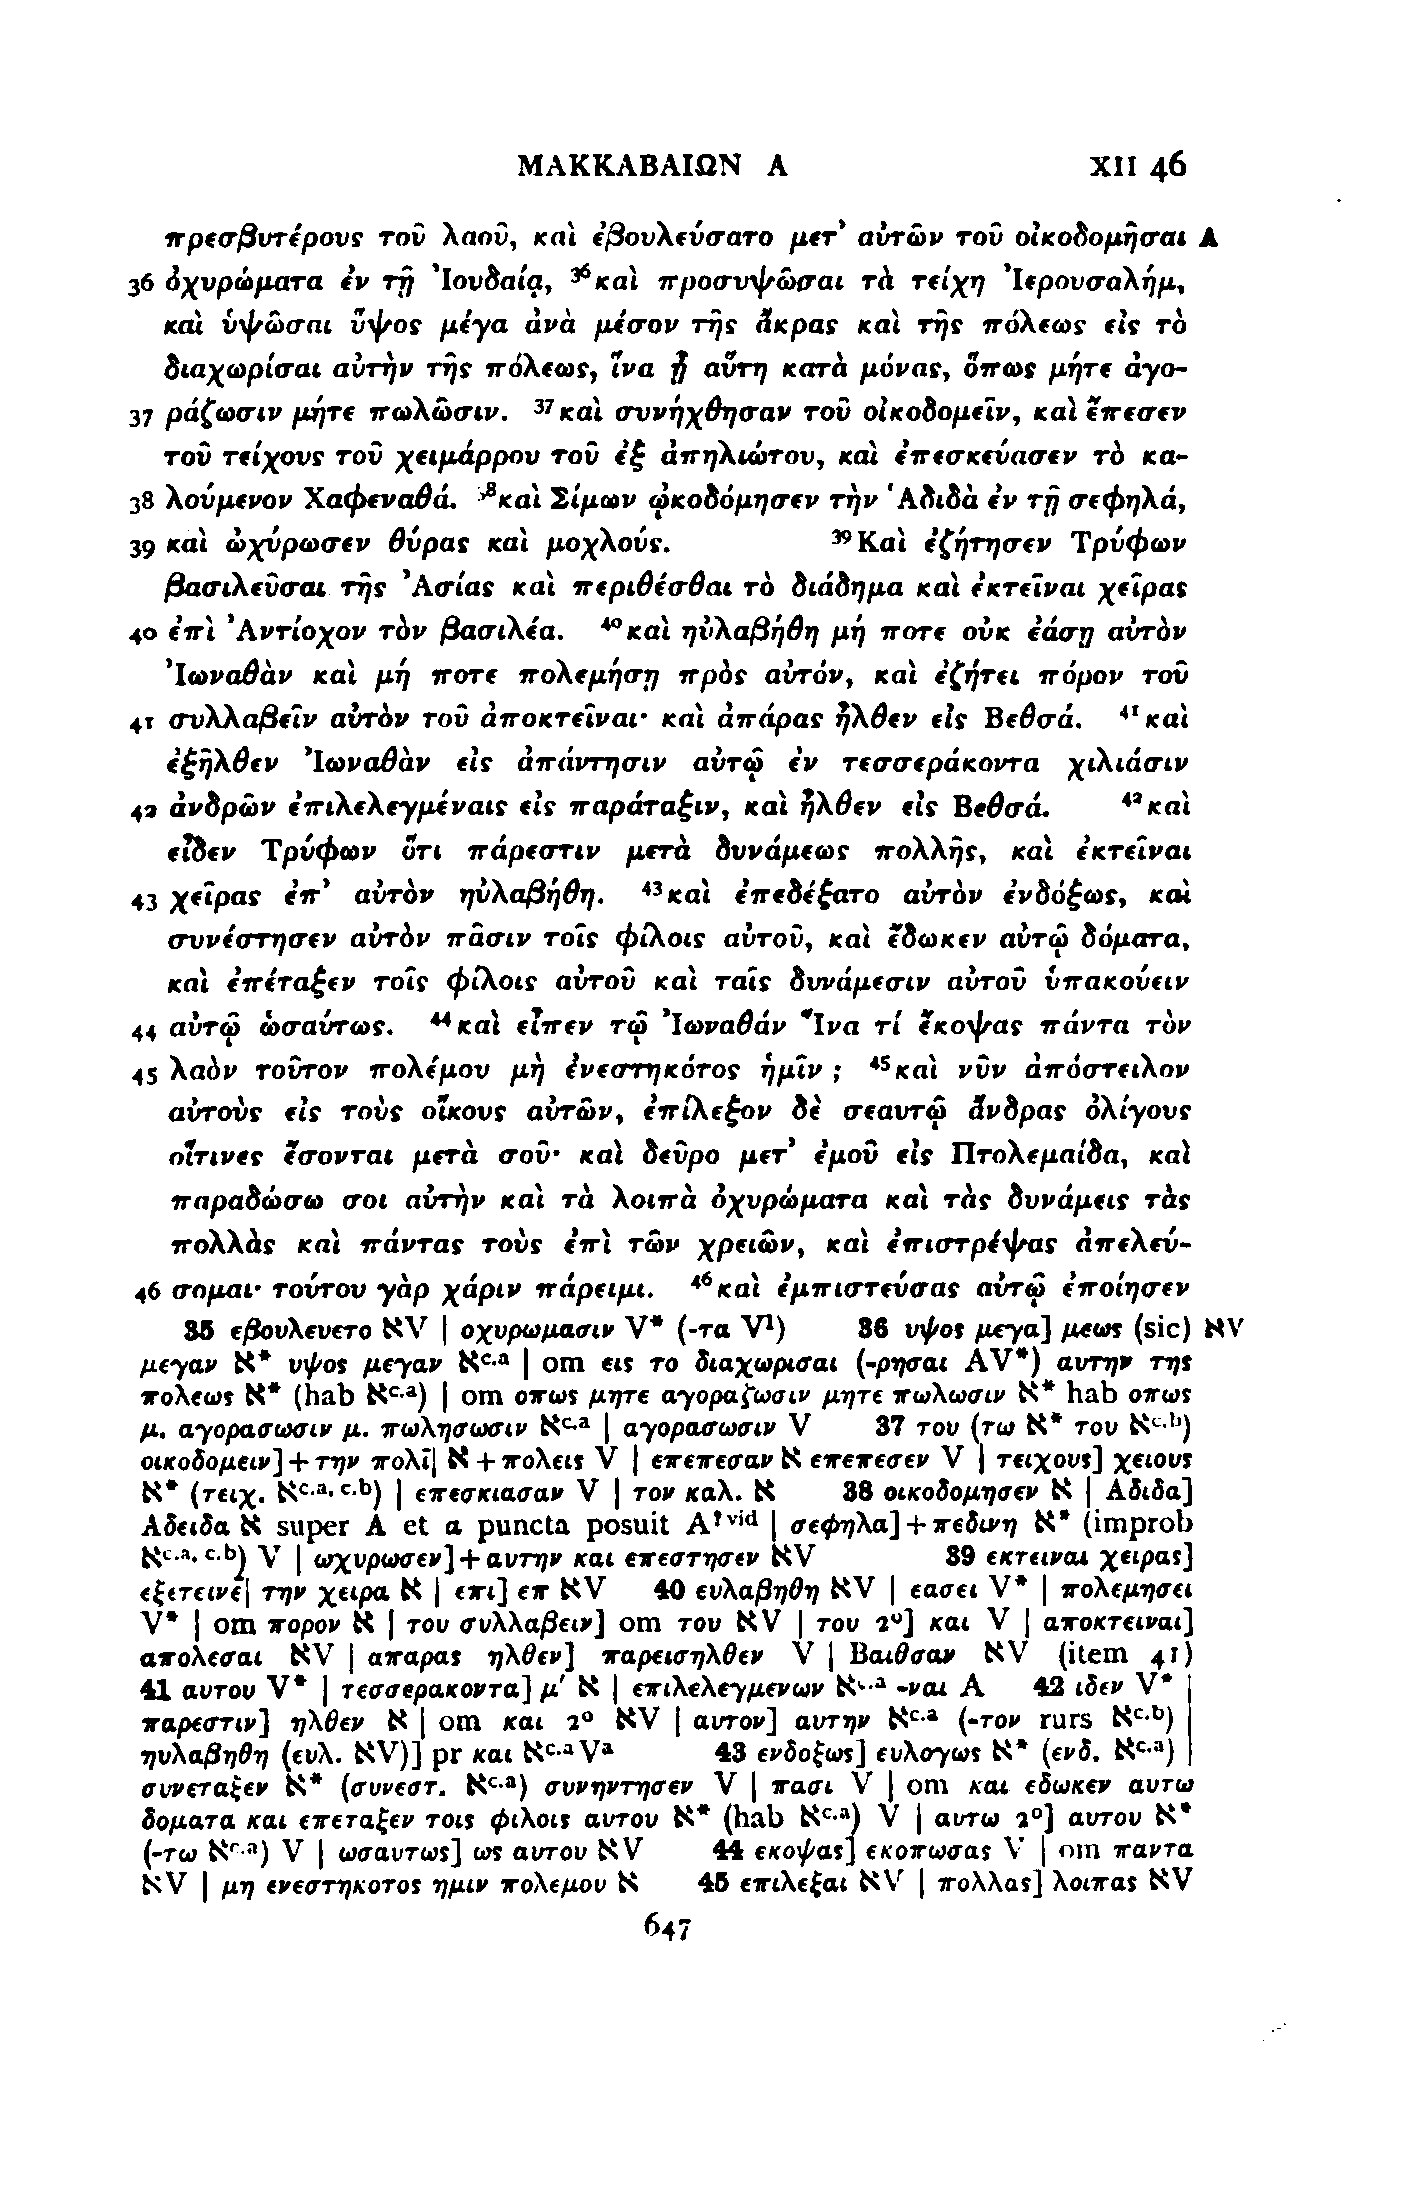 ΜΑΚΚΑΒΑΙΩΝ Α XII 46
πρεσβυτέρους τοῦ λαοῦ, καὶ ἐβουλεύσατο μετ᾽ αὐτῶν τοῦ οἰκοδομῆσαι A
36 ὀχυρώματα ἐν τῇ Ἰουδαίᾳ, ³⁶καὶ προσυψῶσαι τὰ τείχη Ἰερουσαλήμ,
καὶ ὑψῶσαι ὕψος μέγα ἀνὰ μέσον τῆς ἄκρας καὶ τῆς πόλεως εἰς τὸ
διαχωρίσαι αὐτὴν τῆς πόλεως, ἵνα ᾖ αὕτη κατὰ μόνας, ὅπως μήτε ἀγο-
37 ράζωσιν μήτε πωλῶσιν. ³⁷καὶ συνήχθησαν τοῦ οἰκοδομεῖν, καὶ ἔπεσεν
τοῦ τείχους τοῦ χειμάρρου τοῦ ἐξ ἀπηλιώτου, καὶ ἐπεσκεύασεν τὸ κα-
38 λούμενον Χαφεναθά. ³⁸καὶ Σίμων ᾠκοδόμησεν τὴν Ἁδιδὰ ἐν τῇ σεφηλά,
39 καὶ ὠχύρωσεν θύρας καὶ μοχλούς. ³⁹Καὶ ἐζήτησεν Τρύφων
βασιλεῦσαι τῆς Ἀσίας καὶ περιθέσθαι τὸ διάδημα καὶ ἐκτεῖναι χεῖρας
40 ἐπὶ Ἀντίοχον τὸν βασιλέα. ⁴⁰καὶ ηὐλαβήθη μή ποτε οὐκ ἐάσῃ αὐτὸν
Ἰωναθὰν καὶ μή ποτε πολεμήσῃ πρὸς αὐτόν, καὶ ἐζήτει πόρον τοῦ
41 συλλαβεῖν αὐτὸν τοῦ ἀποκτεῖναι· καὶ ἀπάρας ἦλθεν εἰς Βεθσά. ⁴¹καὶ
ἐξῆλθεν Ἰωναθὰν εἰς ἀπάντησιν αὐτῷ ἐν τεσσεράκοντα χιλιάσιν
42 ἀνδρῶν ἐπιλελεγμέναις εἰς παράταξιν, καὶ ἦλθεν εἰς Βεθσά. ⁴²καὶ
εἶδεν Τρύφων ὅτι πάρεστιν μετὰ δυνάμεως πολλῆς, καὶ ἐκτεῖναι
43 χεῖρας ἐπ᾽ αὐτὸν ηὐλαβήθη. ⁴³καὶ ἐπεδέξατο αὐτὸν ἐνδόξως, καὶ
συνέστησεν αὐτὸν πᾶσιν τοῖς φίλοις αὐτοῦ, καὶ ἔδωκεν αὐτῷ δόματα,
καὶ ἐπέταξεν τοῖς φίλοις αὐτοῦ καὶ ταῖς δυνάμεσιν αὐτοῦ ὑπακούειν
44 αὐτῷ ὡσαύτως. ⁴⁴καὶ εἶπεν τῷ Ἰωναθάν Ἵνα τί ἔκοψας πάντα τὸν
45 λαὸν τοῦτον πολέμου μὴ ἐνεστηκότος ἡμῖν ; ⁴⁵καὶ νῦν ἀπόστειλον
αὐτοὺς εἰς τοὺς οἴκους αὐτῶν, ἐπίλεξον δὲ σεαυτῷ ἄνδρας ὀλίγους
οἵτινες ἔσονται μετὰ σοῦ· καὶ δεῦρο μετ᾽ ἐμοῦ εἰς Πτολεμαίδα, καὶ
παραδώσω σοι αὐτὴν καὶ τὰ λοιπὰ ὀχυρώματα καὶ τὰς δυνάμεις τὰς
πολλὰς καὶ πάντας τοὺς ἐπὶ τῶν χρειῶν, καὶ ἐπιστρέψας ἀπελεύ-
46 σομαι· τούτου γὰρ χάριν πάρειμι. ⁴⁶καὶ ἐμπιστεύσας αὐτῷ ἐποίησεν
35 εβουλευετο אV | οχυρωμασιν V* (-τα V¹) 36 υψος μεγα] μεως (sic) אV
μεγαν א* υψος μεγαν א^c.a | om εις το διαχωρισαι (-ρησαι AV*) αυτην της
πολεως א* (hab א^c.a) | om οπως μητε αγοραζωσιν μητε πωλωσιν א* hab οπως
μ. αγορασωσιν μ. πωλησωσιν א^c.a | αγορασωσιν V 37 του (τω א* του א^c.b)
οικοδομειν]+την πολῑ| א +πολεις V | επεπεσαν א επεπεσεν V | τειχους] χειους
א* (τειχ. א^c.a, c.b) | επεσκιασαν V | τον καλ. א 38 οικοδομησεν א | Αδιδα]
Αδειδα א super Α et α puncta posuit A^?vid | σεφηλα]+πεδινη א* (improb
א^c.a, c.b) V | ωχυρωσεν]+αυτην και επεστησεν אV 39 εκτειναι χειρας]
εξετεινε̄| την χειρα א | επι] επ אV 40 ευλαβηθη אV | εασει V* | πολεμησει
V* | om πορον א | του συλλαβειν] om του אV | του 2°] και V | αποκτειναι]
απολεσαι אV | απαρας ηλθεν] παρεισηλθεν V | Βαιθσαν אV (item 41)
41 αυτου V* | τεσσερακοντα] μ′ א | επιλελεγμενων א^c.a -ναι A 42 ιδεν V* |
παρεστιν] ηλθεν א | om και 2° אV | αυτον] αυτην א^c.a (-τον rurs א^c.b) |
ηυλαβηθη (ευλ. אV)] pr και א^c.a V^a 43 ενδοξως] ευλογως א* (ενδ. א^c.a) |
συνεταξεν א* (συνεστ. א^c.a) συνηντησεν V | πασι V | om και εδωκεν αυτω
δοματα και επεταξεν τοις φιλοις αυτου א* (hab א^c.a) V | αυτω 2°] αυτου א*
(-τω א^c.a) V | ωσαυτως] ως αυτου אV 44 εκοψας] εκοπωσας V | om παντα
אV | μη ενεστηκοτος ημιν πολεμου א 45 επιλεξαι אV | πολλας] λοιπας אV
647